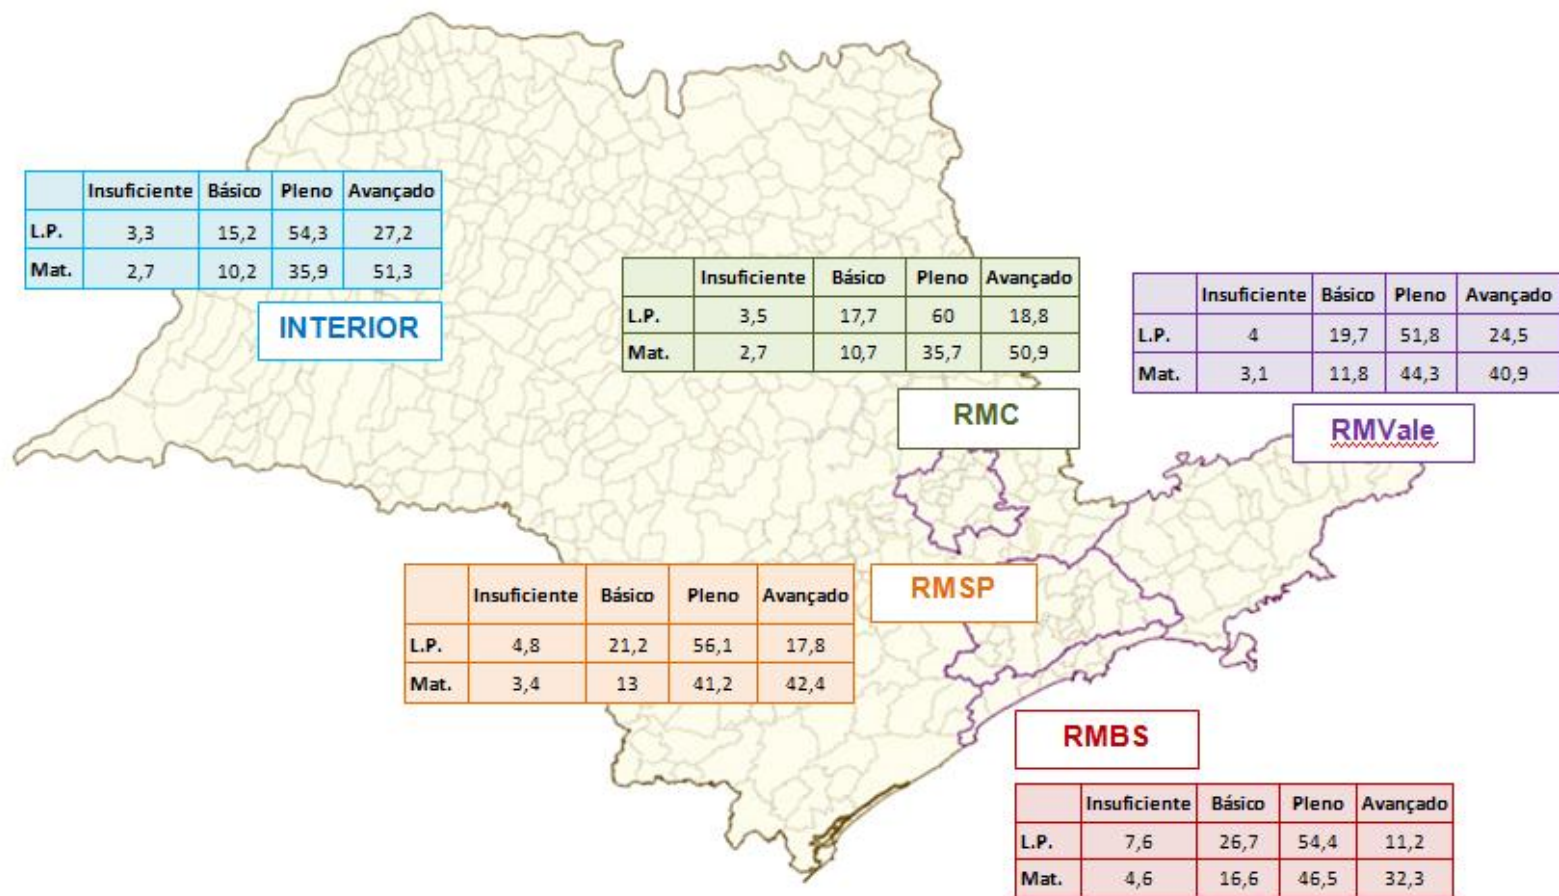 Insuficiente Básico Pleno Avançado
L.P. 3,3 15,2 54,3 27,2
Mat. 2,7 10,2 35,9 51,3
INTERIOR
Insuficiente Básico Pleno Avançado
L.P. 3,5 17,7 60 18,8
Mat. 2,7 10,7 35,7 50,9
RMC
Insuficiente Básico Pleno Avançado
L.P. 4 19,7 51,8 24,5
Mat. 3,1 11,8 44,3 40,9
RMVale
Insuficiente Básico Pleno Avançado
L.P. 4,8 21,2 56,1 17,8
Mat. 3,4 13 41,2 42,4
RMSP
RMBS
Insuficiente Básico Pleno Avançado
L.P. 7,6 26,7 54,4 11,2
Mat. 4,6 16,6 46,5 32,3